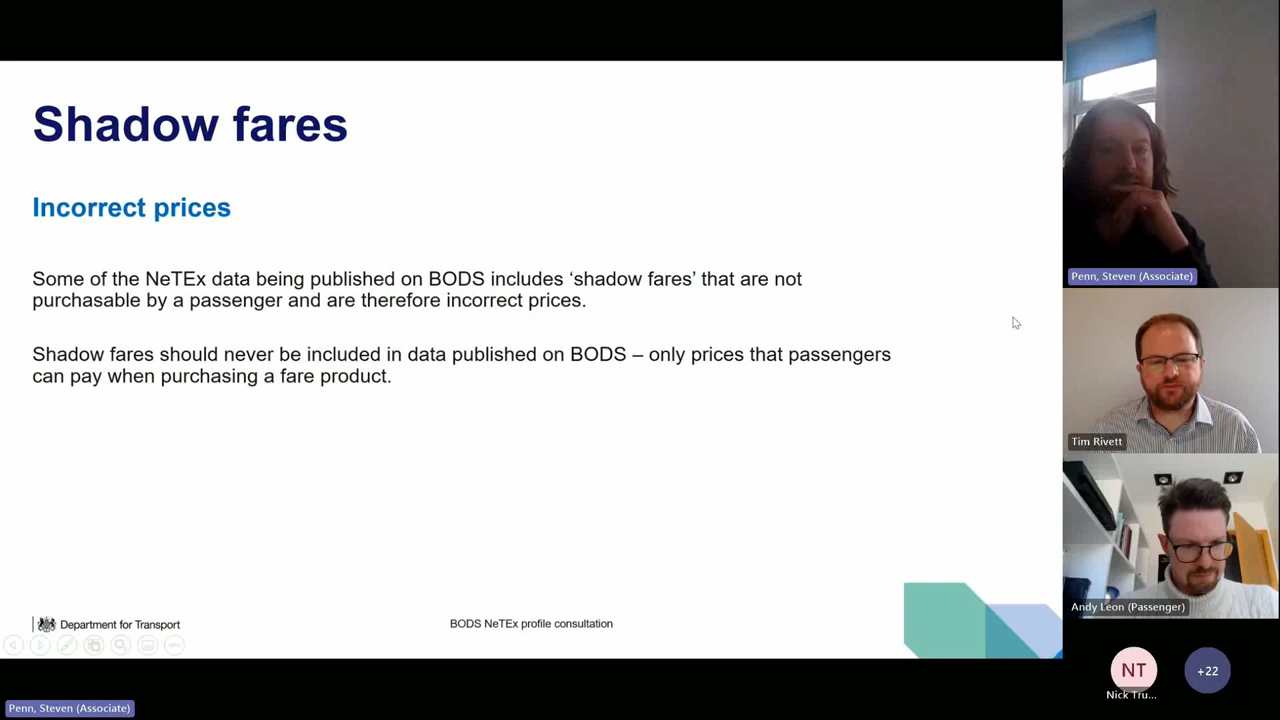 Shadow fares
Incorrect prices
Some of the NeTEx data being published on BODS includes ‘shadow fares’ that are not
purchasable by a passenger and are therefore incorrect prices.
Shadow fares should never be included in data published on BODS – only prices that passengers
can pay when purchasing a fare product.
Department for Transport
BODS NeTEx profile consultation
Penn, Steven (Associate)
Penn, Steven (Associate)
Tim Rivett
Andy Leon (Passenger)
NT
+22
Nick Tru...